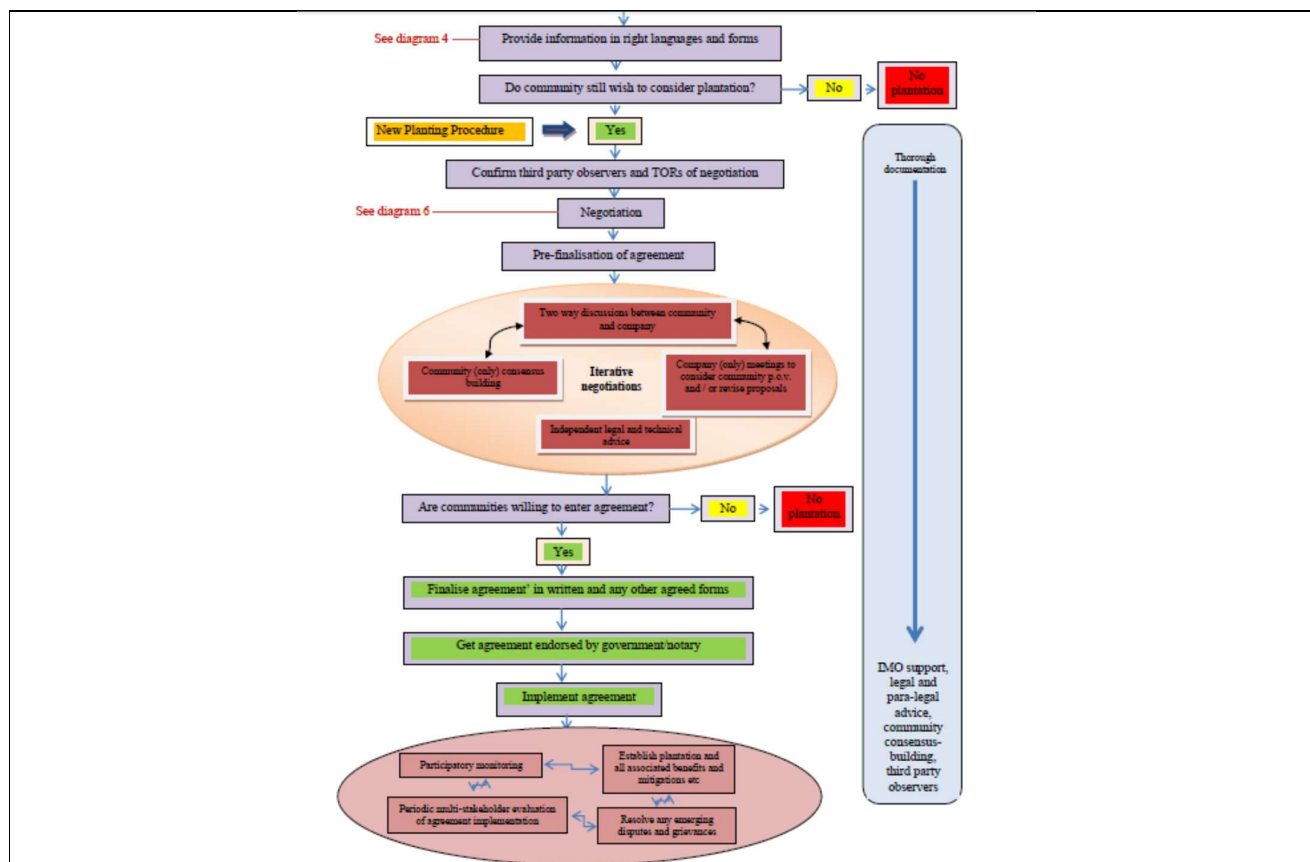 See diagram 4
Provide information in right languages and forms
Do community still wish to consider plantation?
No
No
plantation
New Planting Procedure
Yes
Thorough
documentation
Confirm third party observers and TORs of negotiation
See diagram 6
Negotiation
Pre-finalisation of agreement
Two way discussions between community
and company
Community (only) consensus
building
Iterative
negotiations
Company (only) meetings to
consider community p.o.v.
and / or revise proposals
Independent legal and technical
advice
Are communities willing to enter agreement?
No
No
plantation
Yes
Finalise agreement’ in written and any other agreed forms
Get agreement endorsed by government/notary
Implement agreement
IMO support,
legal and
para-legal
advice,
community
consensus-
building,
third party
observers
Participatory monitoring
Establish plantation and
all associated benefits and
mitigations etc
Periodic multi-stakeholder evaluation
of agreement implementation
Resolve any emerging
disputes and grievances